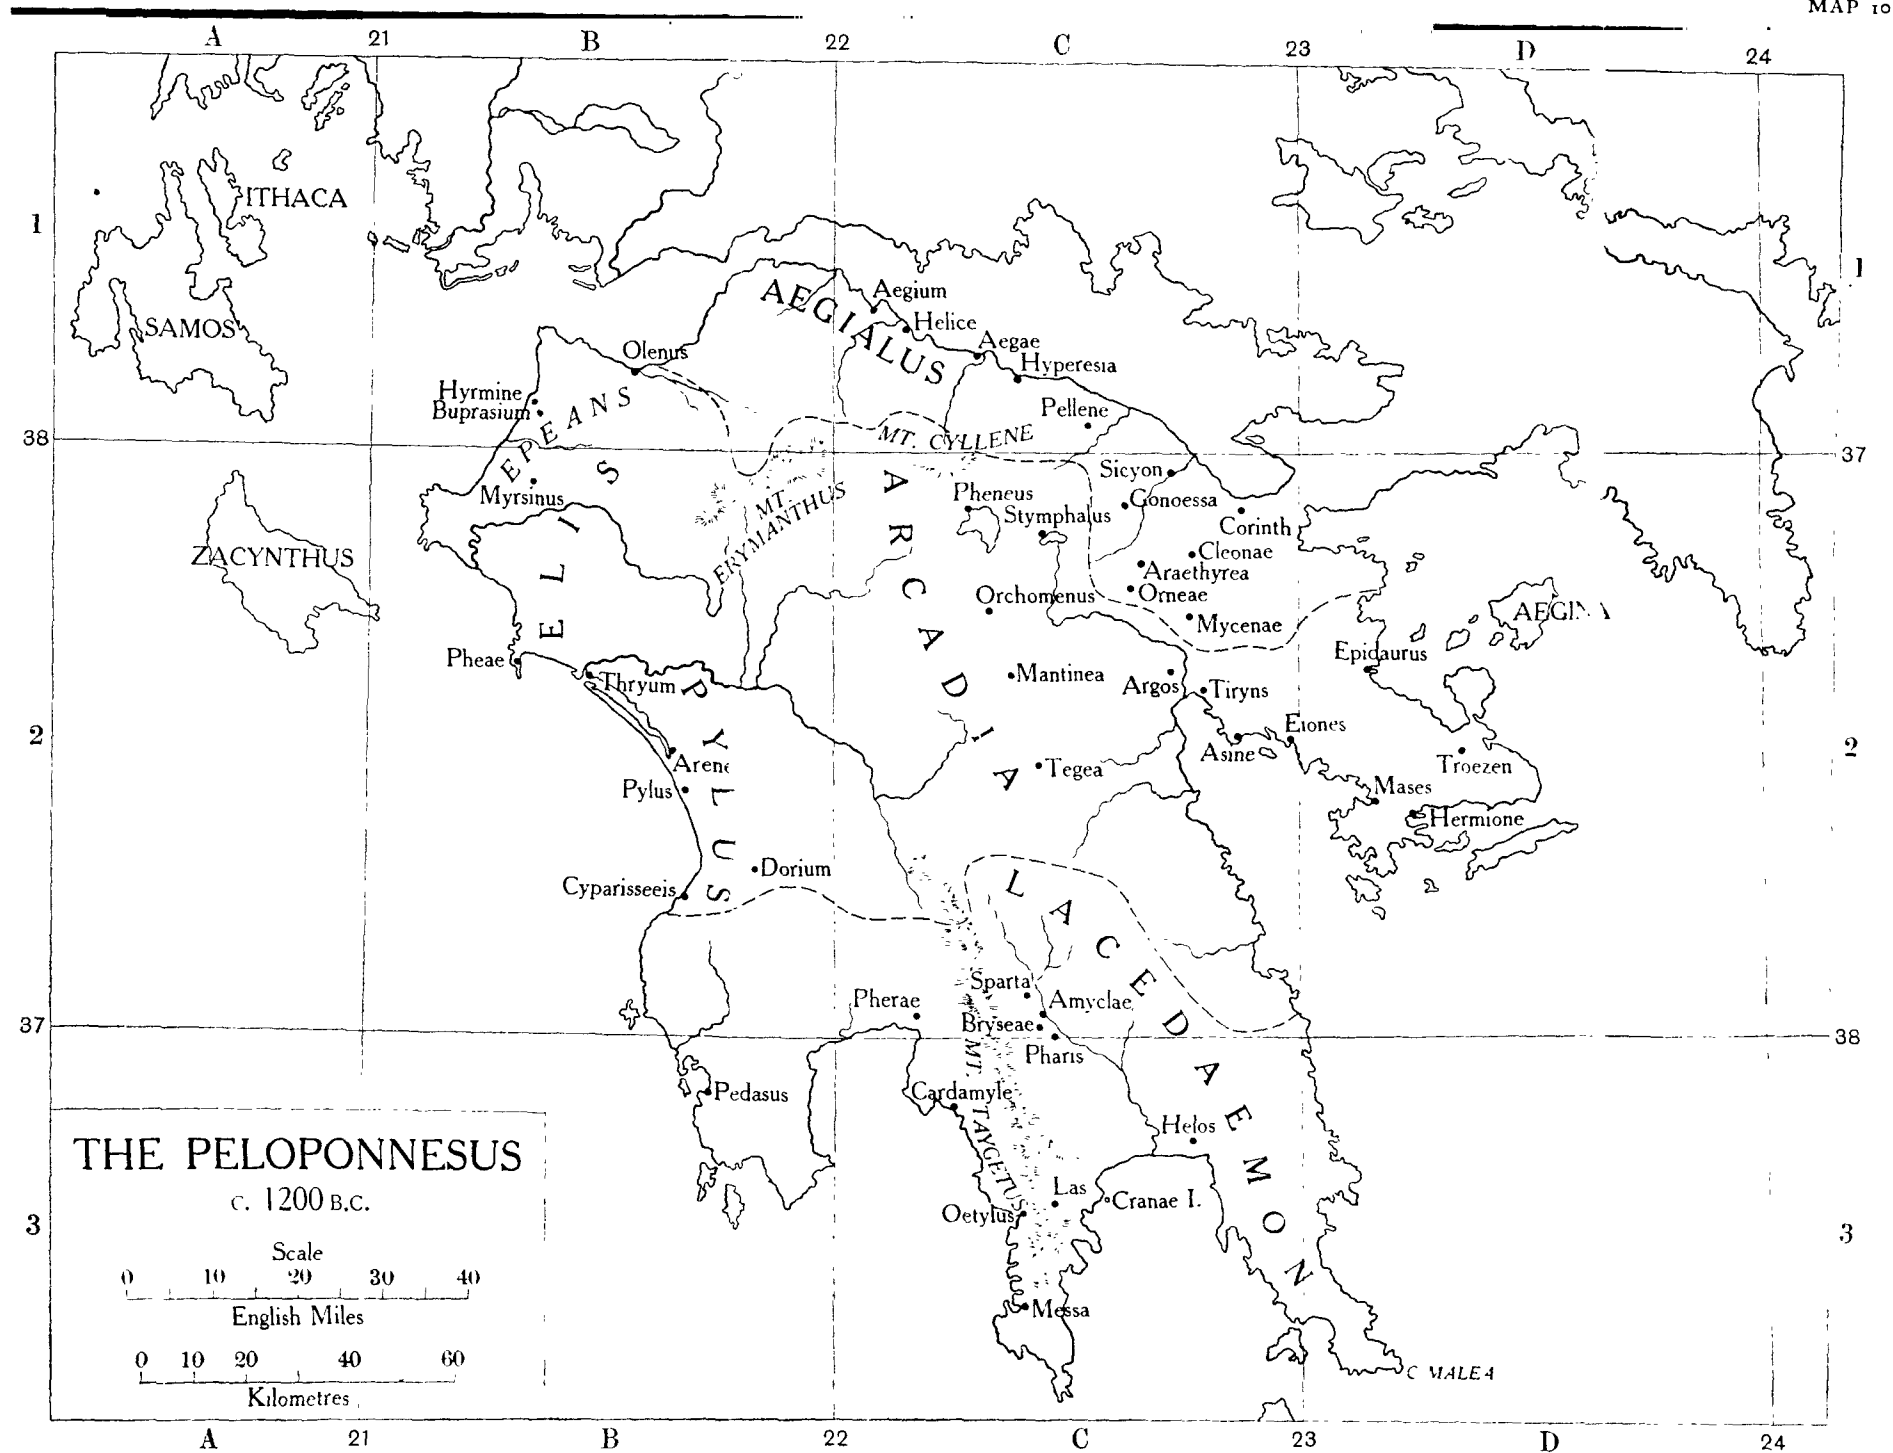 MAP 10
A 21 B 22 C 23 D 24
ITHACA
1
1
SAMOS
AEGIALUS
Aegium
Helice
Aegae
Hyperesia
Olenus
Hyrmine
Buprasium
EPEANS
Pellene
38
MT. CYLLENE
37
Sicyon
Myrsinus
ELIS
MT.
ERYMANTHUS
ARCADIA
Pheneus
Stymphalus
Gonoessa
Corinth
ZACYNTHUS
Cleonae
Araethyrea
Orneae
Orchomenus
Mycenae
AEGINA
Pheae
Epidaurus
Thryum
PYLUS
Mantinea
Argos
Tiryns
2
2
Eiones
Asine
Troezen
Arene
Tegea
Pylus
Mases
Hermione
Dorium
Cyparisseeis
LACEDAEMON
Sparta
Pherae
Amyclae
Bryseae
37
38
Pharis
MT. TAYGETUS
Pedasus
Cardamyle
Helos
Las
Cranae I.
Oetylus
3
3
Messa
C MALEA
THE PELOPONNESUS
C. 1200 B.C.
Scale
0 10 20 30 40
English Miles
0 10 20 40 60
Kilometres
A 21 B 22 C 23 D 24